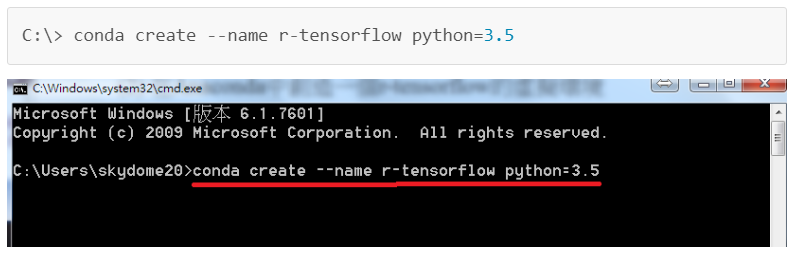 C:\> conda create --name r-tensorflow python=3.5
C:\Windows\system32\cmd.exe
Microsoft Windows [版本 6.1.7601]
Copyright (c) 2009 Microsoft Corporation.  All rights reserved.
C:\Users\skydome20>conda create --name r-tensorflow python=3.5